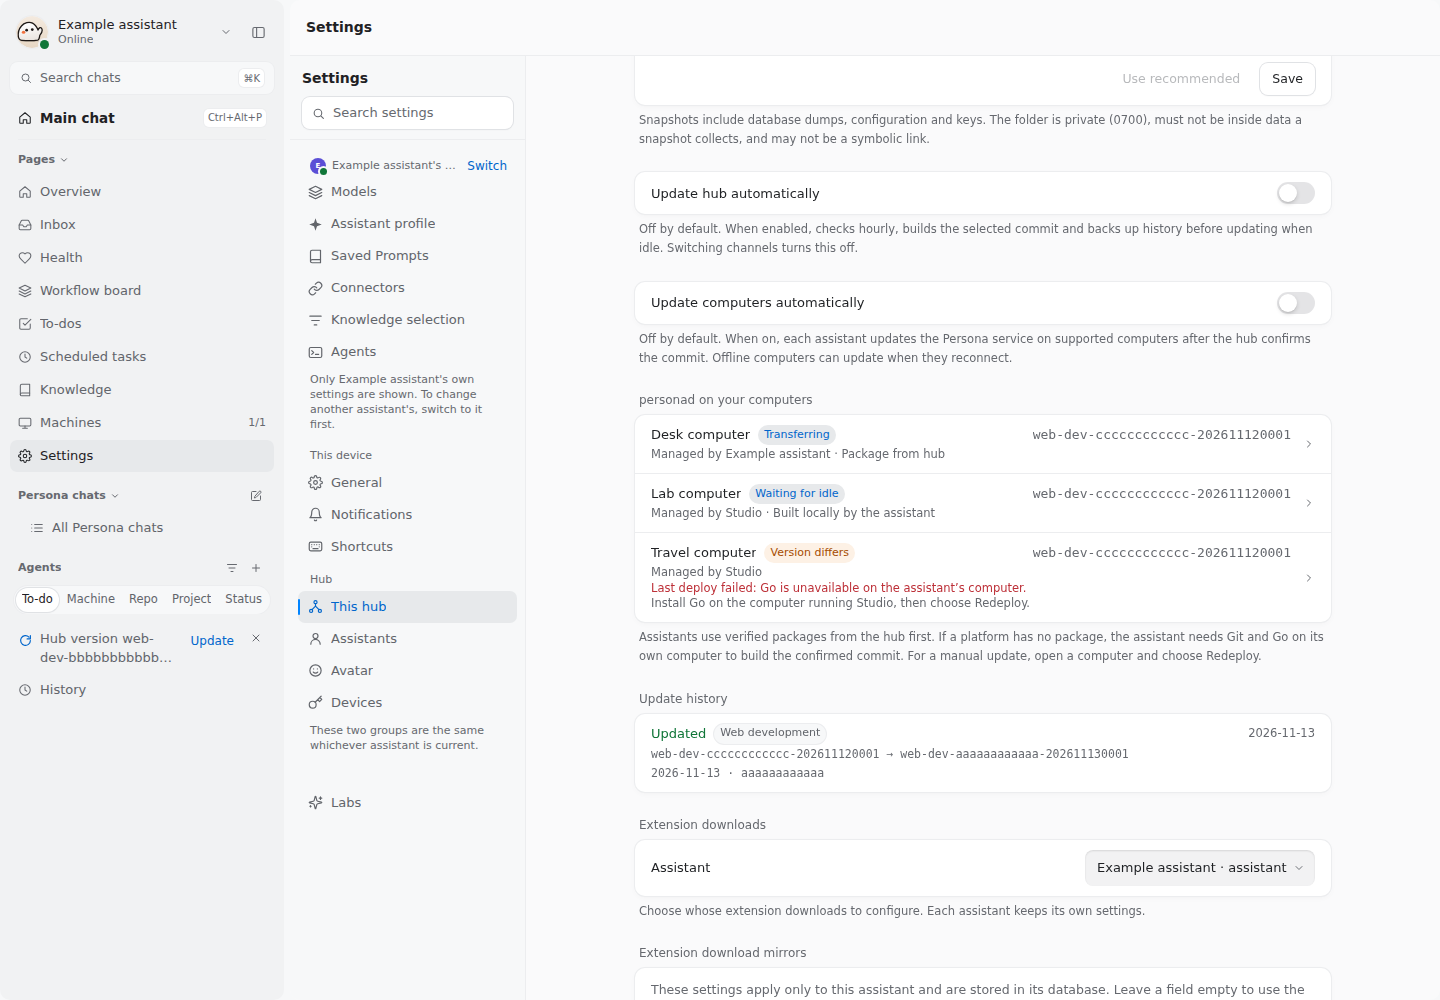 Example assistant
Online
Search chats
⌘K
Main chat
Ctrl+Alt+P
Pages
Overview
Inbox
Health
Workflow board
To-dos
Scheduled tasks
Knowledge
Machines
1/1
Settings
Persona chats
All Persona chats
Agents
To-do
Machine
Repo
Project
Status
Hub version web-
dev-bbbbbbbbbbb…
Update
History
Settings
Settings
Search settings
E
Example assistant's …
Switch
Models
Assistant profile
Saved Prompts
Connectors
Knowledge selection
Agents
Only Example assistant's own
settings are shown. To change
another assistant's, switch to it
first.
This device
General
Notifications
Shortcuts
Hub
This hub
Assistants
Avatar
Devices
These two groups are the same
whichever assistant is current.
Labs
Use recommended
Save
Snapshots include database dumps, configuration and keys. The folder is private (0700), must not be inside data a
snapshot collects, and may not be a symbolic link.
Update hub automatically
Off by default. When enabled, checks hourly, builds the selected commit and backs up history before updating when
idle. Switching channels turns this off.
Update computers automatically
Off by default. When on, each assistant updates the Persona service on supported computers after the hub confirms
the commit. Offline computers can update when they reconnect.
personad on your computers
Desk computer
Transferring
web-dev-cccccccccccc-202611120001
Managed by Example assistant · Package from hub
Lab computer
Waiting for idle
web-dev-cccccccccccc-202611120001
Managed by Studio · Built locally by the assistant
Travel computer
Version differs
web-dev-cccccccccccc-202611120001
Managed by Studio
Last deploy failed: Go is unavailable on the assistant’s computer.
Install Go on the computer running Studio, then choose Redeploy.
Assistants use verified packages from the hub first. If a platform has no package, the assistant needs Git and Go on its
own computer to build the confirmed commit. For a manual update, open a computer and choose Redeploy.
Update history
Updated
Web development
2026-11-13
web-dev-cccccccccccc-202611120001 → web-dev-aaaaaaaaaaaa-202611130001
2026-11-13 · aaaaaaaaaaaa
Extension downloads
Assistant
Example assistant · assistant
Choose whose extension downloads to configure. Each assistant keeps its own settings.
Extension download mirrors
These settings apply only to this assistant and are stored in its database. Leave a field empty to use the